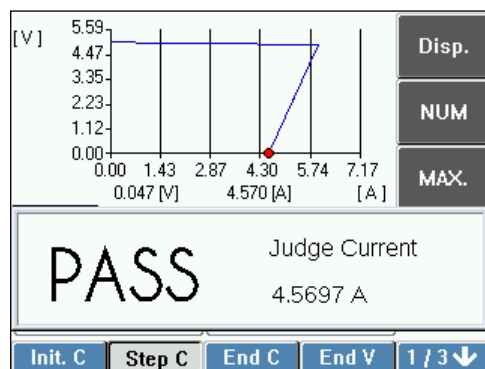 [V]
5.59
4.47
3.35
2.23
1.12
0.00
0.00 1.43 2.87 4.30 5.74 7.17
0.047 [V] 4.570 [A] [A]
Disp.
NUM
MAX.
PASS
Judge Current
4.5697 A
Init. C Step C End C End V 1/3